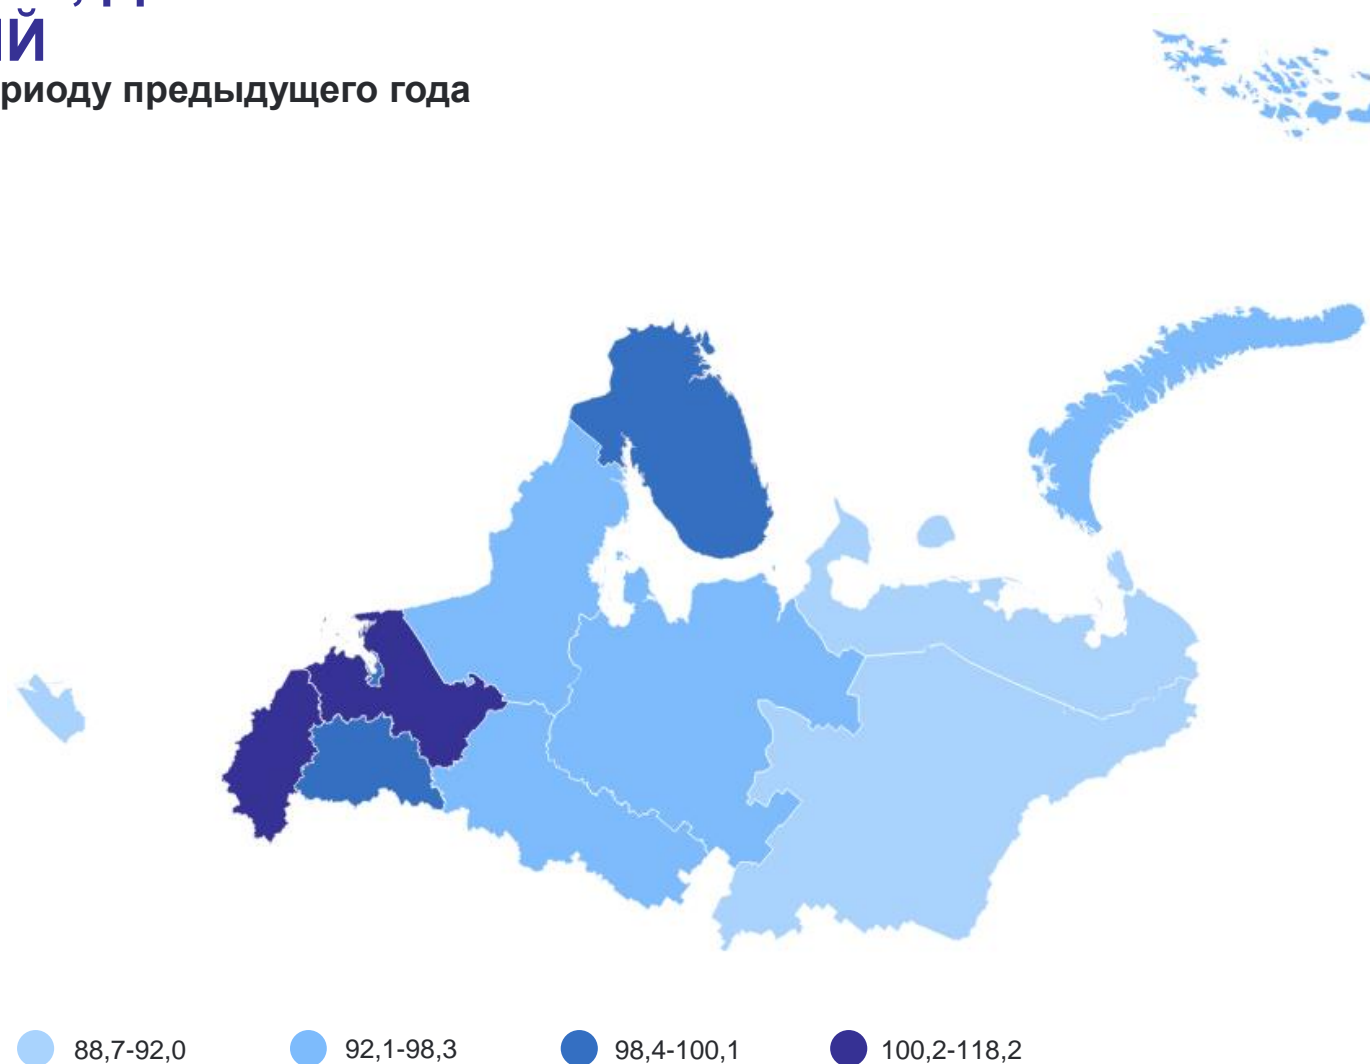 й
риоду предыдущего года
88,7-92,0
92,1-98,3
98,4-100,1
100,2-118,2